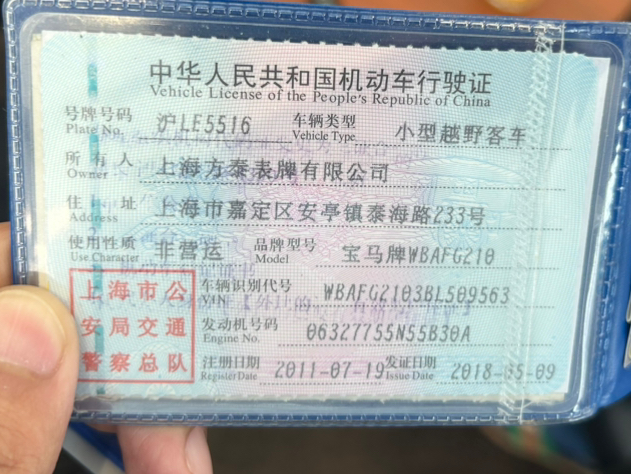 中华人民共和国机动车行驶证
Vehicle License of the People's Republic of China
号牌号码 沪LE5516 车辆类型 小型越野客车
Plate No. Vehicle Type
所有人 上海方泰表牌有限公司
Owner
住址 上海市嘉定区安亭镇泰海路233号
Address
使用性质 非营运 品牌型号 宝马牌WBAFG210
Use Character Model
上海市公安局交通警察总队
车辆识别代号 WBAFG2103BL509563
VIN
发动机号码 06327755N55B30A
Engine No.
注册日期 2011-07-19 发证日期 2018-05-09
Register Date Issue Date